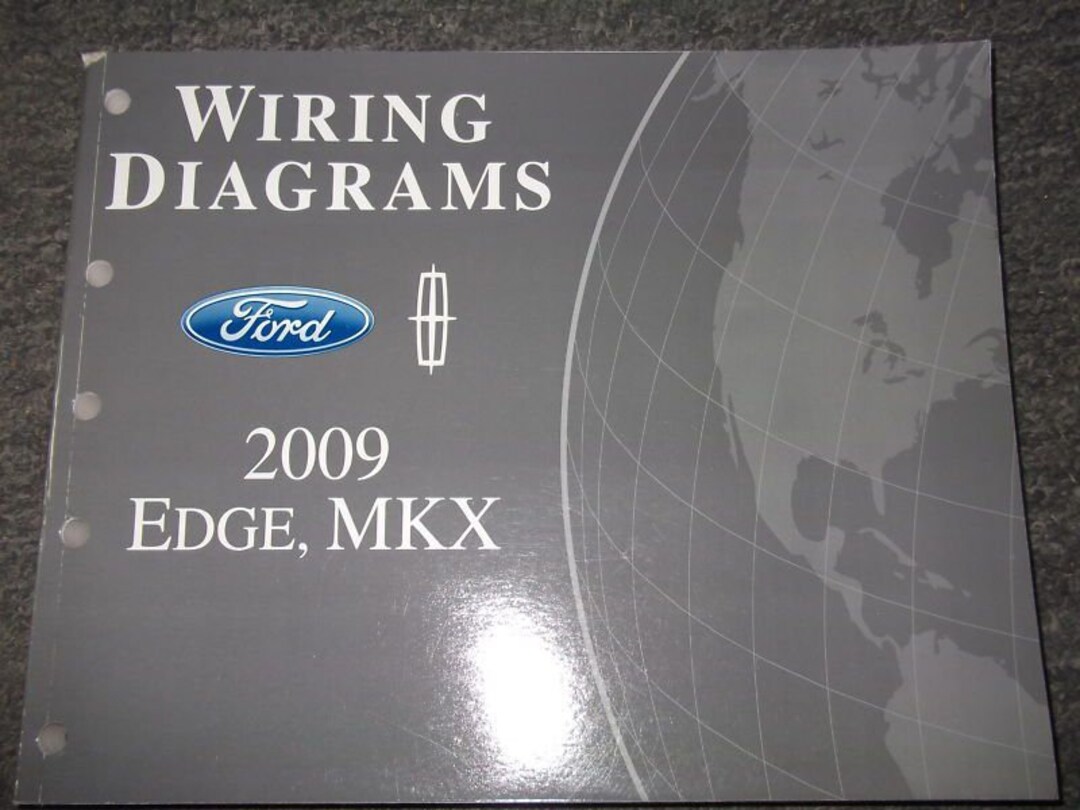 WIRING
DIAGRAMS
Ford
2009
EDGE, MKX